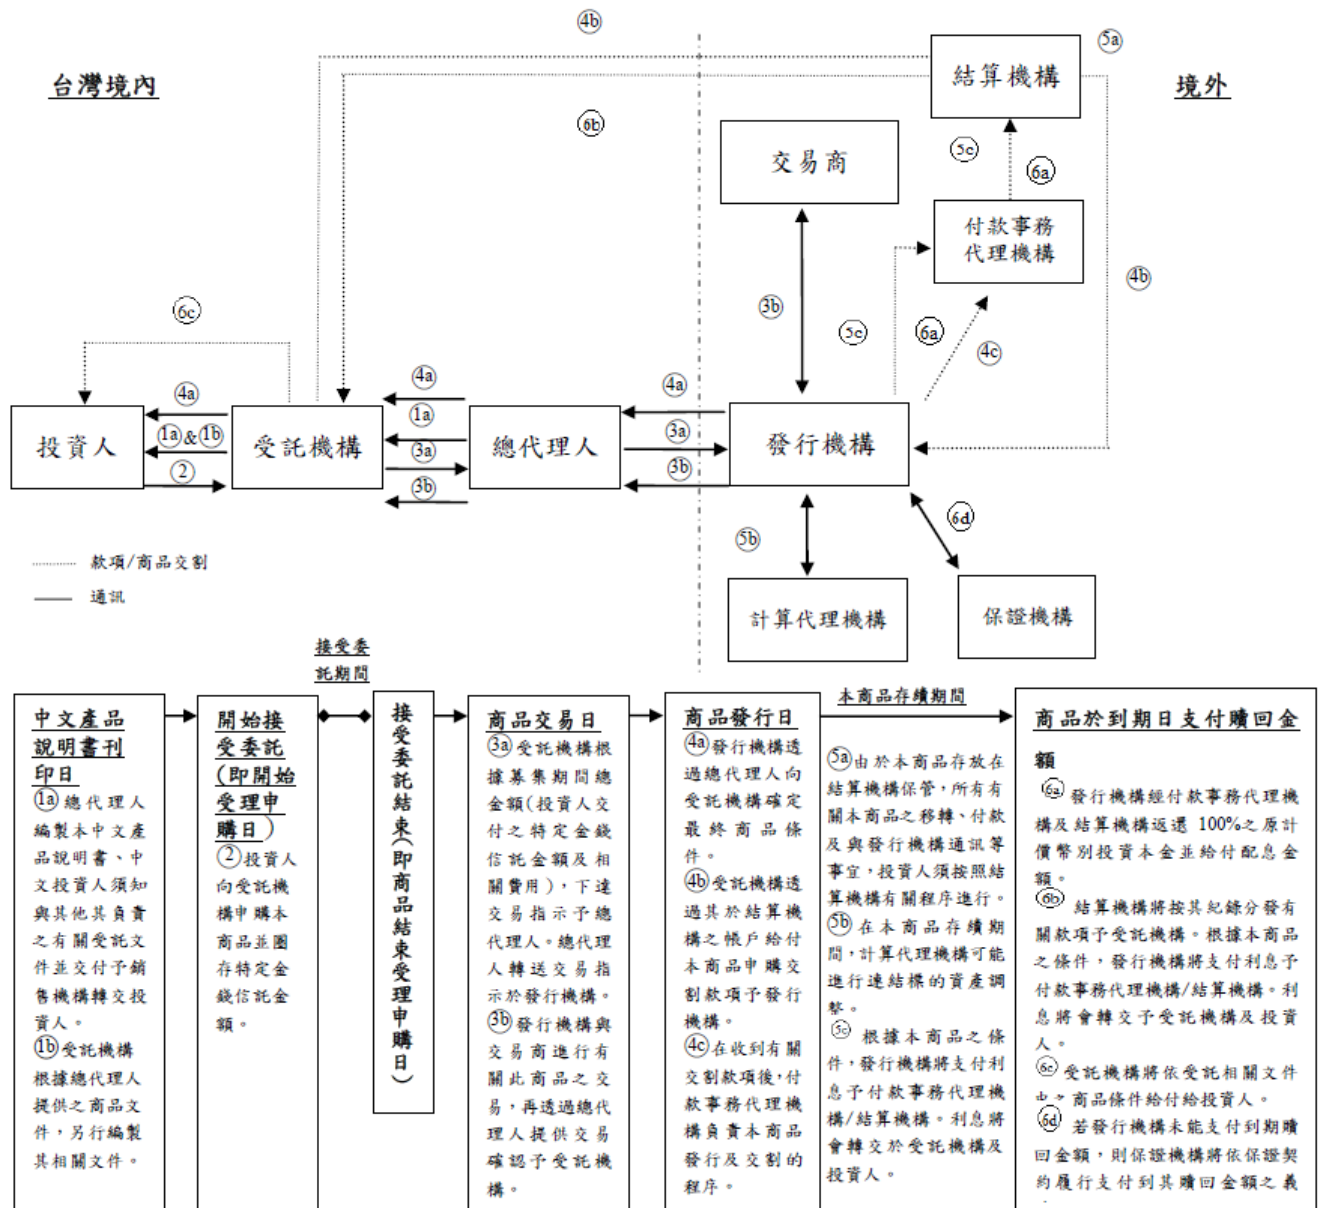 4b
5a
台灣境內
結算機構
境外
6b
5c
交易商
6a
付款事務
代理機構
4b
3b
6c
5c
6a
4c
4a
4a
4a
1a
1a&1b
3a
3a
投資人
受託機構
總代理人
發行機構
2
3b
3b
6d
5b
........ 款項/商品交割
—— 通訊
計算代理機構
保證機構
接受委
託期間
中文產品
說明書刊
印日
1a總代理人
編製本中文產
品說明書、中
文投資人須知
與其他其負責
之有關受託文
件並交付予銷
售機構轉交投
資人。
1b受託機構
根據總代理人
提供之商品文
件，另行編製
其相關文件。
開始接
受委託
(即開始
受理申
購日)
2投資人
向受託機
構申購本
商品並圈
存特定金
錢信託金
額。
接受委託結束(即商品結束受理申購日)
商品交易日
3a受託機構根
據募集期間總
金額(投資人交
付之特定金錢
信託金額及相
關費用)，下達
交易指示予總
代理人。總代理
人轉送交易指
示於發行機構。
3b發行機構與
交易商進行有
關此商品之交
易，再透過總代
理人提供交易
確認予受託機
構。
商品發行日
4a發行機構透
過總代理人向
受託機構確定
最終商品條
件。
4b受託機構透
過其於結算機
構之帳戶給付
本商品申購交
割款項予發行
機構。
4c在收到有關
交割款項後，付
款事務代理機
構負責本商品
發行及交割的
程序。
本商品存續期間
5a由於本商品存放在
結算機構保管，所有有
關本商品之移轉、付款
及與發行機構通訊等
事宜，投資人須按照結
算機構有關程序進行。
5b在本商品存續期
間，計算代理機構可能
進行連結標的資產調
整。
5c 根據本商品之條
件，發行機構將支付利
息予付款事務代理機
構/結算機構。利息將
會轉交於受託機構及
投資人。
商品於到期日支付贖回金
額
6a 發行機構經付款事務代理機
構及結算機構返還 100%之原計
價幣別投資本金並給付配息金
額。
6b 結算機構將按其紀錄分發有
關款項予受託機構。根據本商品
之條件，發行機構將支付利息予
付款事務代理機構/結算機構。利
息將會轉交予受託機構及投資
人。
6c 受託機構將依受託相關文件
中之商品條件給付給投資人。
6d 若發行機構未能支付到期贖
回金額，則保證機構將依保證契
約履行支付到其贖回金額之義